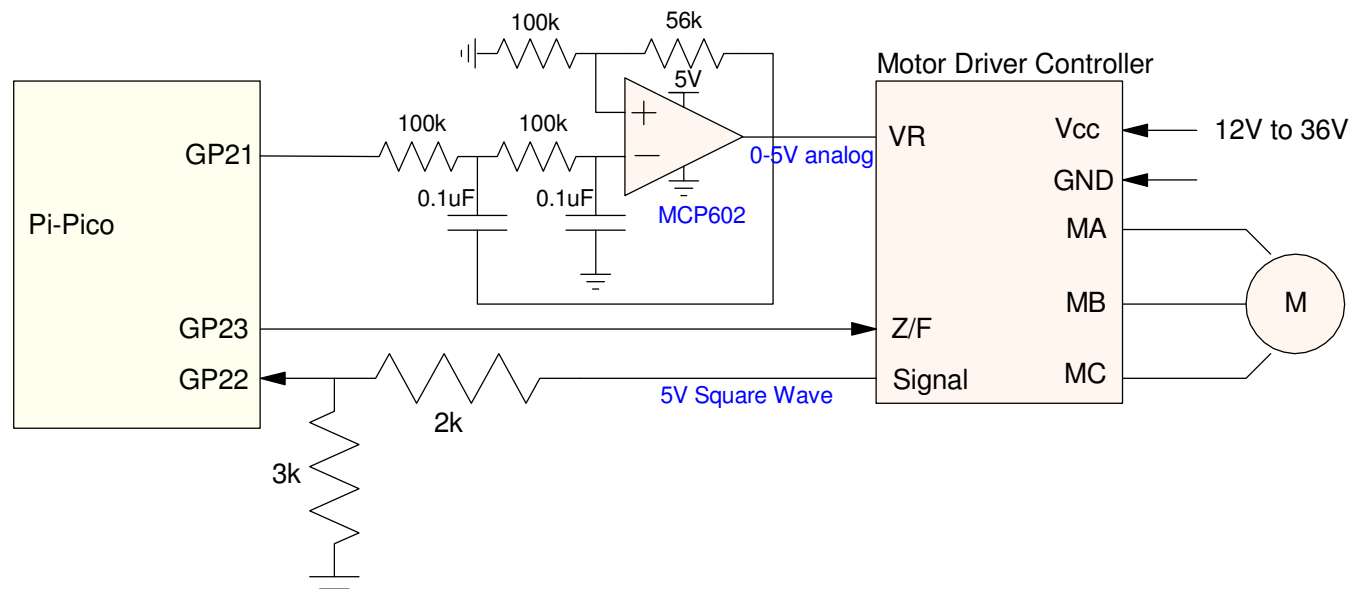 100k
56k
Motor Driver Controller
5V
+
100k
100k
VR
Vcc
12V to 36V
GP21
−
0-5V analog
GND
0.1uF
0.1uF
MCP602
Pi-Pico
MA
GP23
Z/F
MB
M
GP22
Signal
MC
5V Square Wave
2k
3k